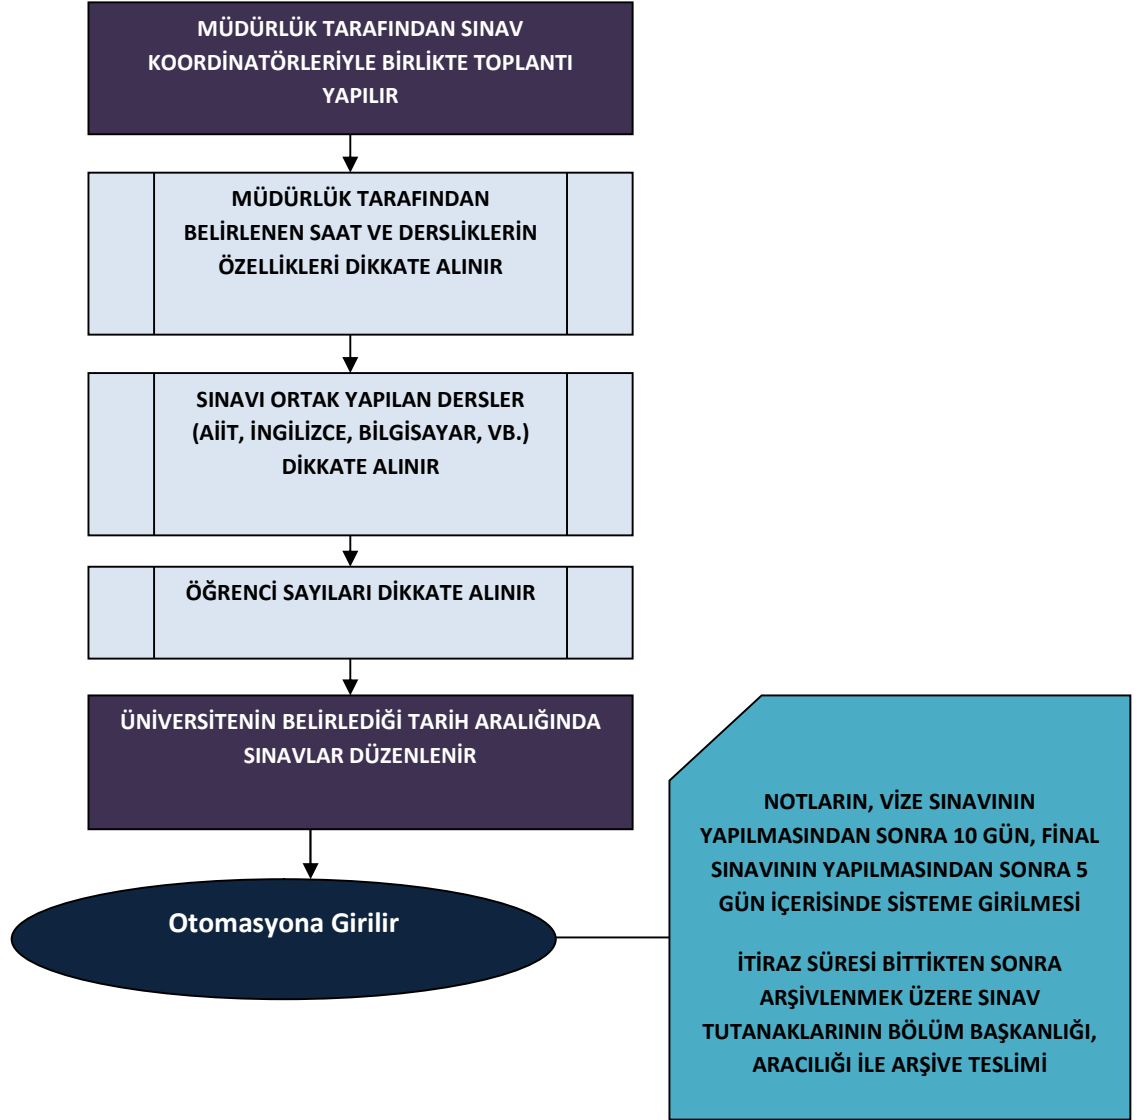 MÜDÜRLÜK TARAFINDAN SINAV
KOORDİNATÖRLERİYLE BİRLİKTE TOPLANTI
YAPILIR
MÜDÜRLÜK TARAFINDAN
BELİRLENEN SAAT VE DERSLİKLERİN
ÖZELLİKLERİ DİKKATE ALINIR
SINAVI ORTAK YAPILAN DERSLER
(AİİT, İNGİLİZCE, BİLGİSAYAR, VB.)
DİKKATE ALINIR
ÖĞRENCİ SAYILARI DİKKATE ALINIR
ÜNİVERSİTENİN BELİRLEDİĞİ TARİH ARALIĞINDA
SINAVLAR DÜZENLENİR
Otomasyona Girilir
NOTLARIN, VİZE SINAVININ
YAPILMASINDAN SONRA 10 GÜN, FİNAL
SINAVININ YAPILMASINDAN SONRA 5
GÜN İÇERİSİNDE SİSTEME GİRİLMESİ
İTİRAZ SÜRESİ BİTTİKTEN SONRA
ARŞİVLENMEK ÜZERE SINAV
TUTANAKLARININ BÖLÜM BAŞKANLIĞI,
ARACILIĞI İLE ARŞİVE TESLİMİ